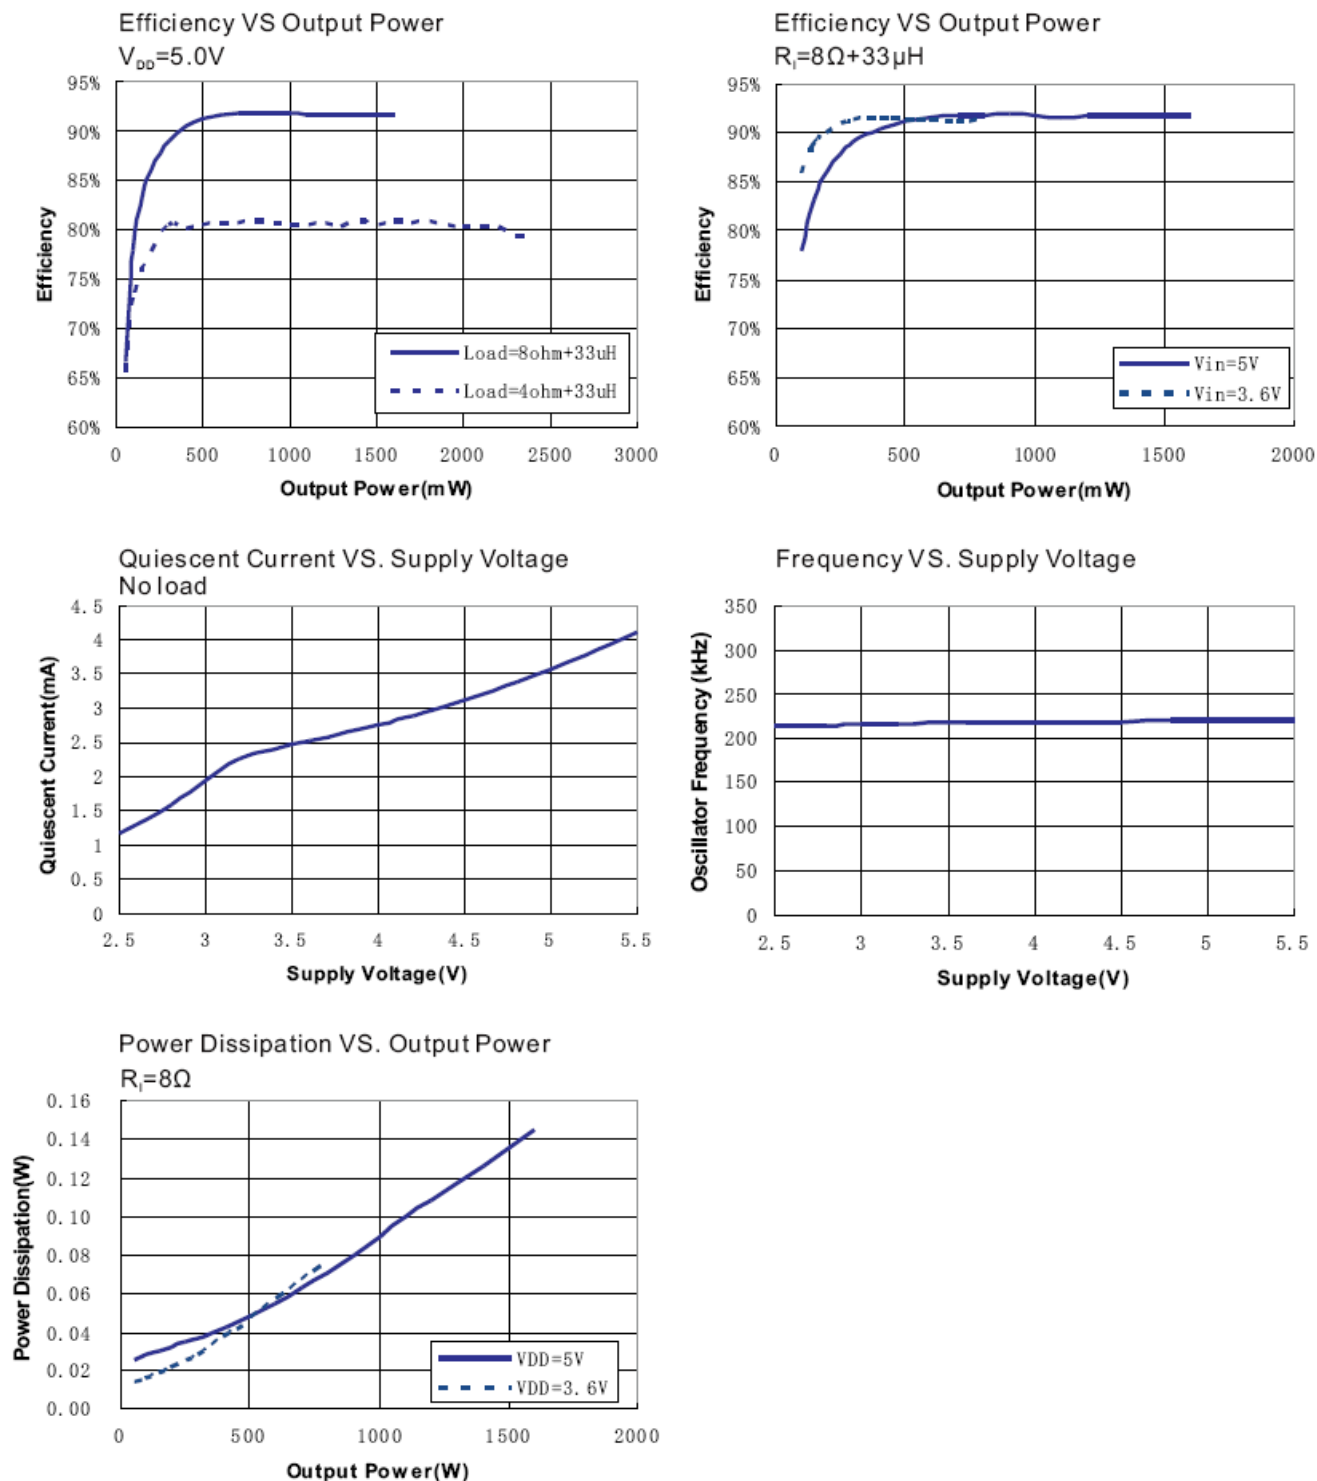 Efficiency VS Output Power
V_DD=5.0V
95%
90%
85%
80%
75%
70%
65%
60%
Efficiency
Load=8ohm+33uH
Load=4ohm+33uH
0 500 1000 1500 2000 2500 3000
Output Power(mW)
Efficiency VS Output Power
R_l=8Ω+33μH
95%
90%
85%
80%
75%
70%
65%
60%
Efficiency
Vin=5V
Vin=3.6V
0 500 1000 1500 2000
Output Power(mW)
Quiescent Current VS. Supply Voltage
No load
4.5
4
3.5
3
2.5
2
1.5
1
0.5
0
Quiescent Current(mA)
2.5 3 3.5 4 4.5 5 5.5
Supply Voltage(V)
Frequency VS. Supply Voltage
350
300
250
200
150
100
50
0
Oscillator Frequency (kHz)
2.5 3 3.5 4 4.5 5 5.5
Supply Voltage(V)
Power Dissipation VS. Output Power
R_l=8Ω
0.16
0.14
0.12
0.10
0.08
0.06
0.04
0.02
0.00
Power Dissipation(W)
VDD=5V
VDD=3.6V
0 500 1000 1500 2000
Output Power(W)